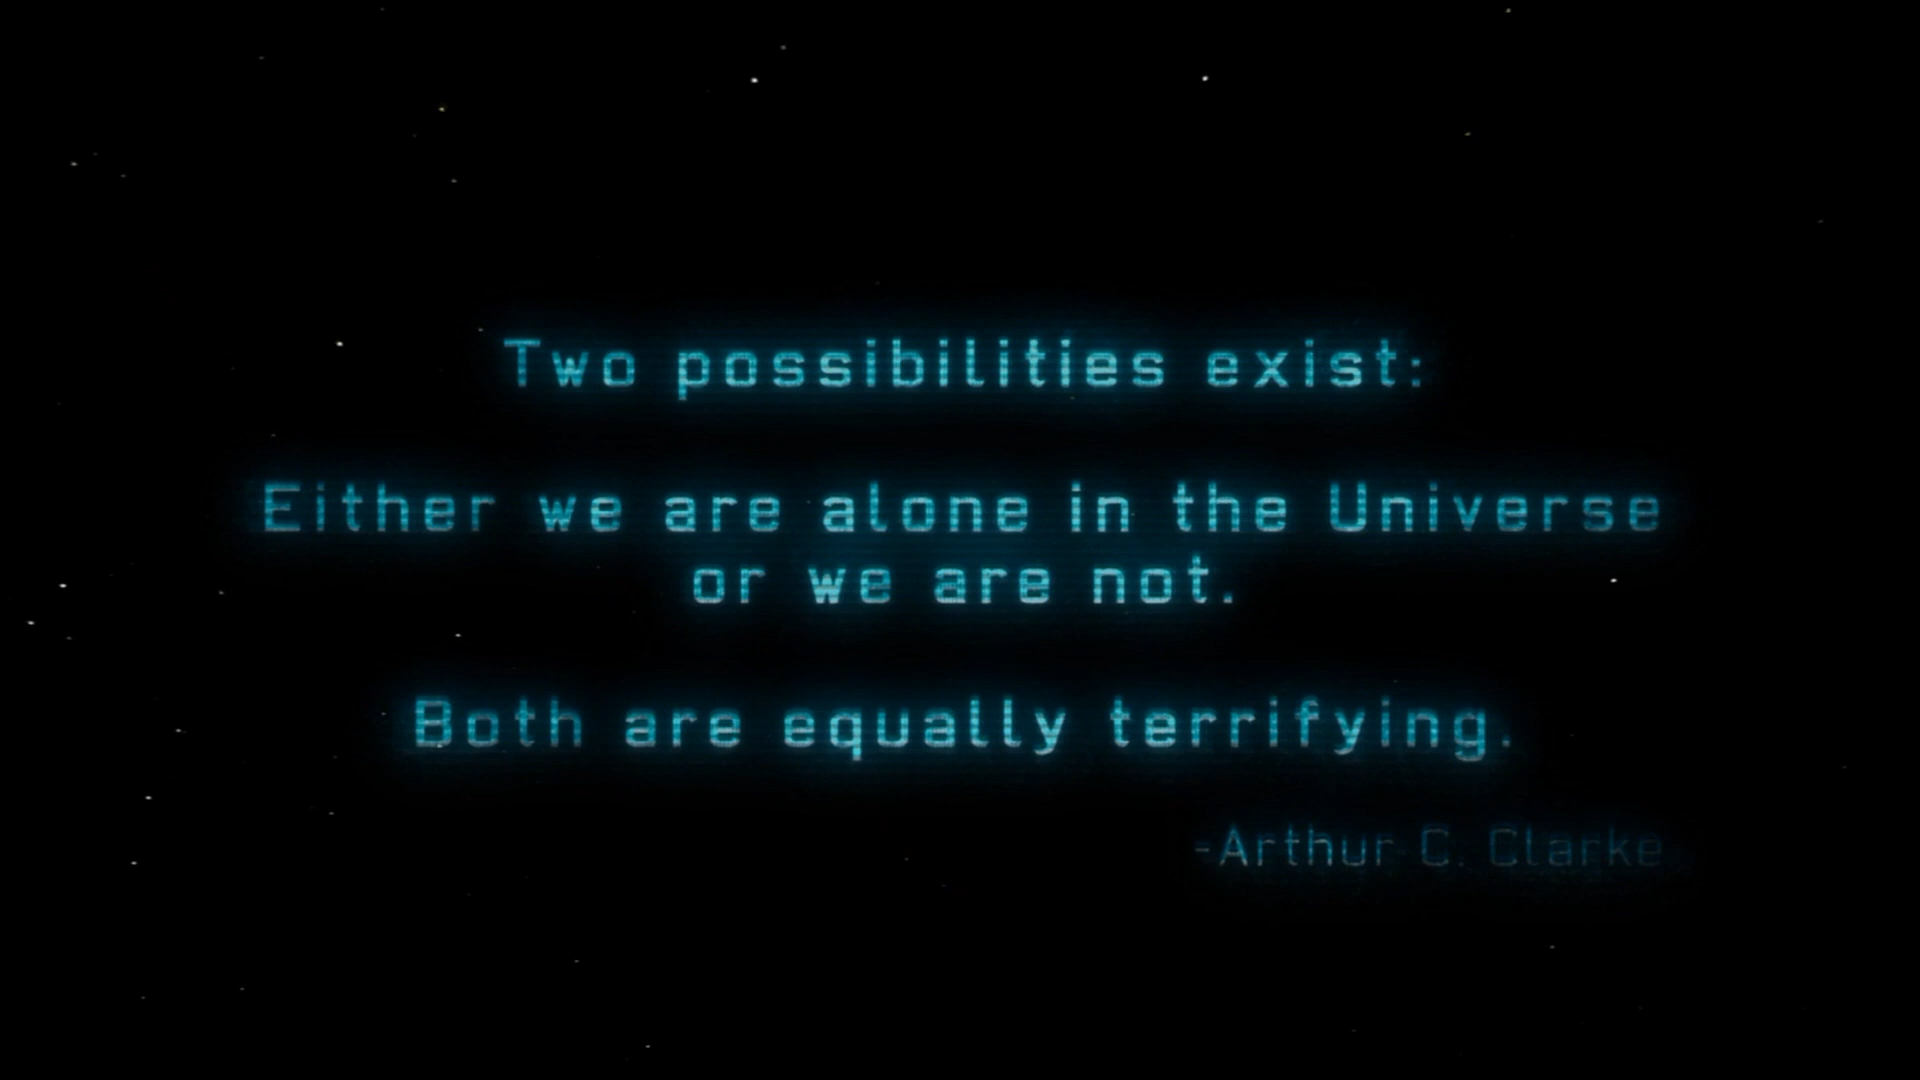 Two possibilities exist:
Either we are alone in the Universe
or we are not.
Both are equally terrifying.
-Arthur C. Clarke